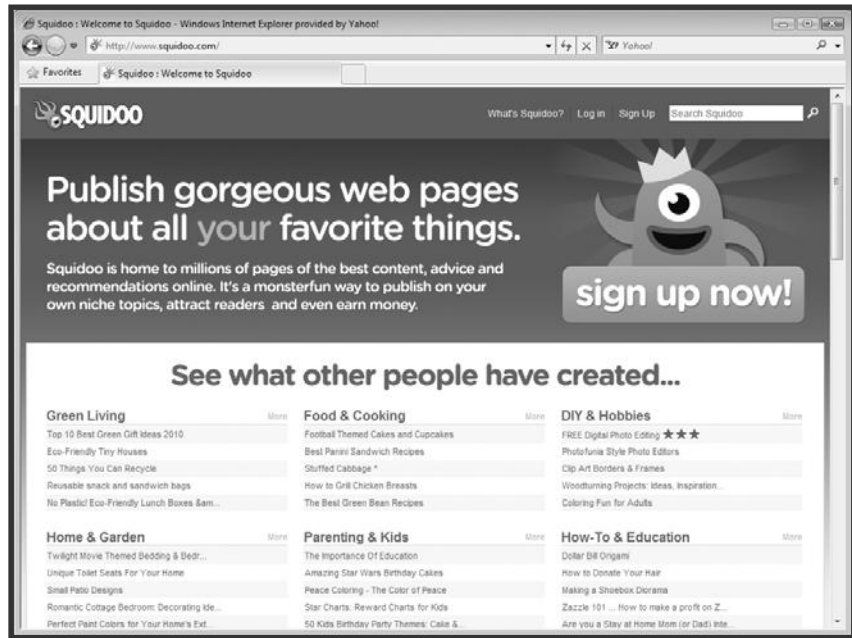 Squidoo : Welcome to Squidoo - Windows Internet Explorer provided by Yahoo!
http://www.squidoo.com/
Yahoo!
Favorites
Squidoo : Welcome to Squidoo
SQUIDOO
What's Squidoo? Log in Sign Up Search Squidoo
Publish gorgeous web pages
about all your favorite things.
Squidoo is home to millions of pages of the best content, advice and
recommendations online. It's a monsterfun way to publish on your
own niche topics, attract readers and even earn money.
sign up now!
See what other people have created...
Green Living More
Top 10 Best Green Gift Ideas 2010
Eco-Friendly Tiny Houses
50 Things You Can Recycle
Reusable snack and sandwich bags
No Plastic! Eco-Friendly Lunch Boxes &am...
Food & Cooking More
Football Themed Cakes and Cupcakes
Best Panini Sandwich Recipes
Stuffed Cabbage *
How to Grill Chicken Breasts
The Best Green Bean Recipes
DIY & Hobbies More
FREE Digital Photo Editing ★★★
Photofunia Style Photo Editors
Clip Art Borders & Frames
Woodturning Projects: Ideas, Inspiration...
Coloring Fun for Adults
Home & Garden More
Twilight Movie Themed Bedding & Bedr...
Unique Toilet Seats For Your Home
Small Patio Designs
Romantic Cottage Bedroom: Decorating Ide...
Perfect Paint Colors for Your Home's Ext...
Parenting & Kids More
The Importance Of Education
Amazing Star Wars Birthday Cakes
Peace Coloring - The Color of Peace
Star Charts: Reward Charts for Kids
50 Kids Birthday Party Themes: Cake &...
How-To & Education More
Dollar Bill Origami
How to Donate Your Hair
Making a Shoebox Diorama
Zazzle 101 ... How to make a profit on Z...
Are you a Stay at Home Mom (or Dad) Inte...